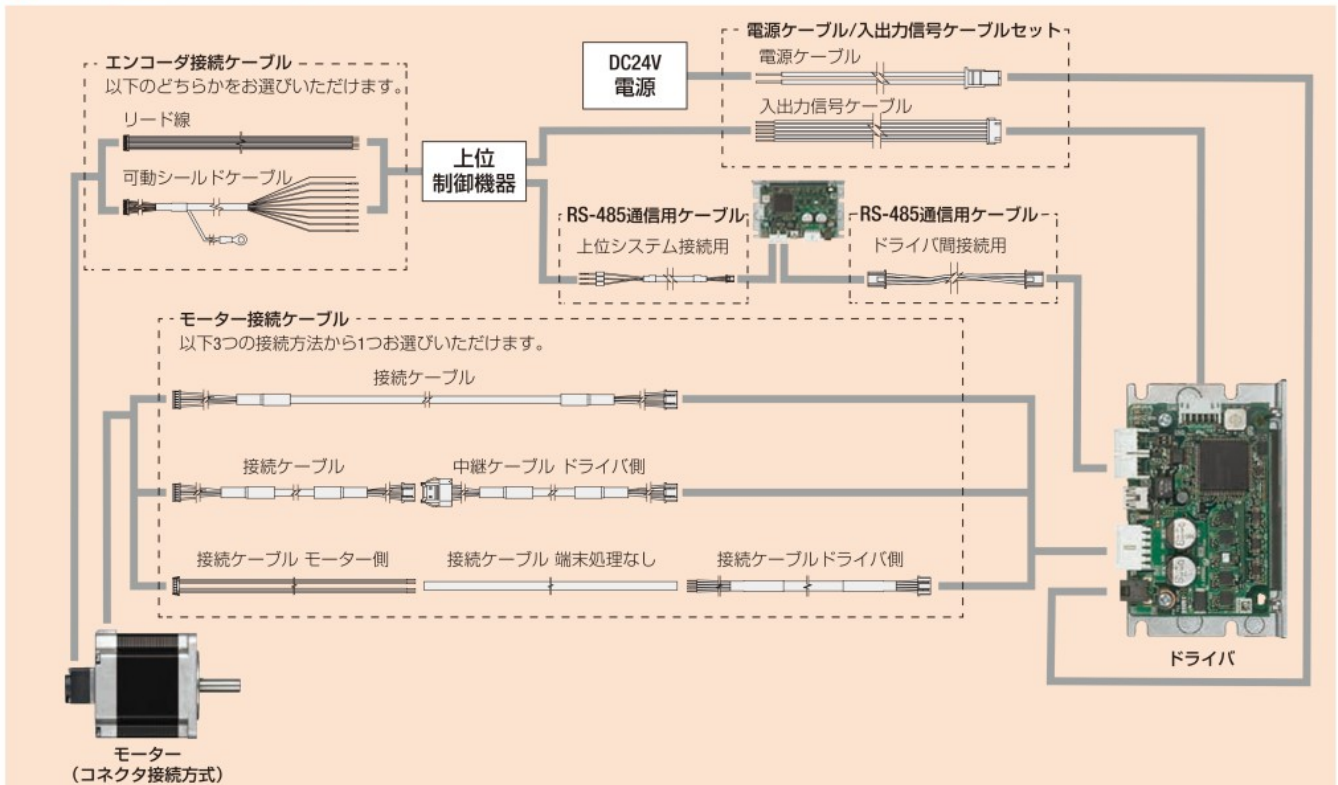 エンコーダ接続ケーブル
以下のどちらかをお選びいただけます。
リード線
可動シールドケーブル
上位
制御機器
DC24V
電源
電源ケーブル/入出力信号ケーブルセット
電源ケーブル
入出力信号ケーブル
RS-485通信用ケーブル
上位システム接続用
RS-485通信用ケーブル
ドライバ間接続用
モーター接続ケーブル
以下3つの接続方法から1つお選びいただけます。
接続ケーブル
接続ケーブル
中継ケーブル ドライバ側
接続ケーブル モーター側
接続ケーブル 端末処理なし
接続ケーブルドライバ側
ドライバ
モーター
(コネクタ接続方式)